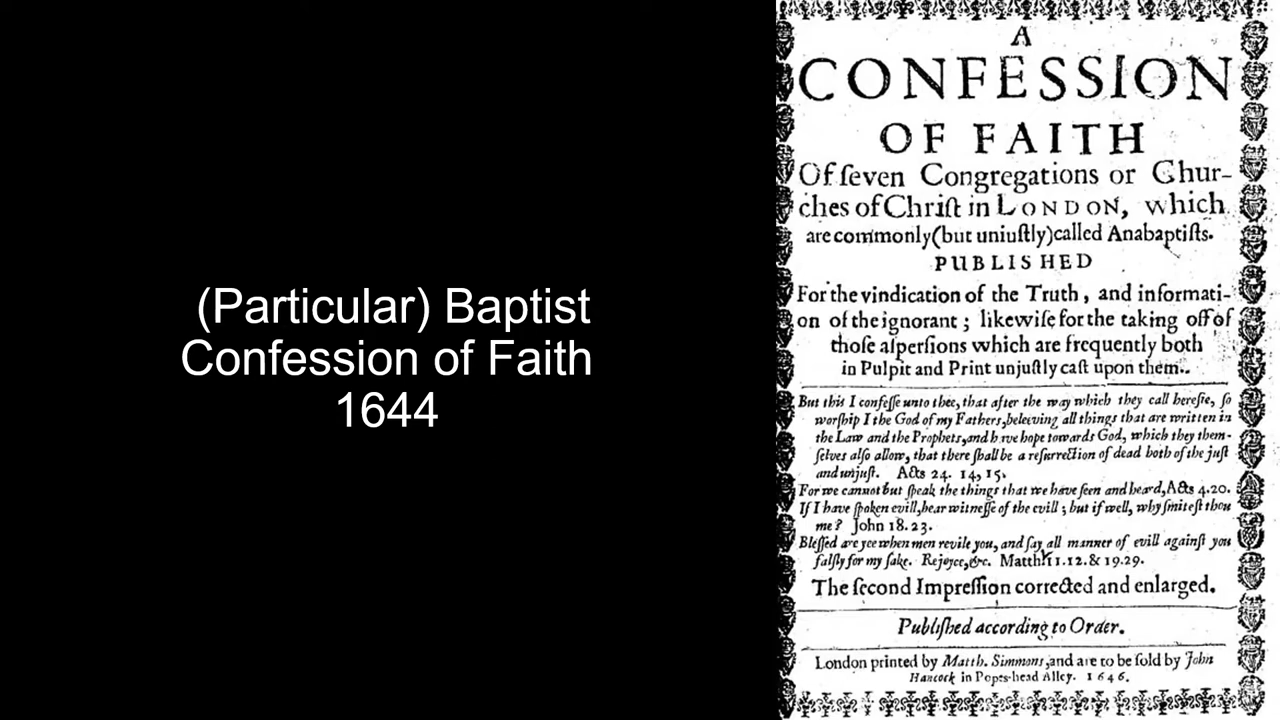 (Particular) Baptist
Confession of Faith
1644
A
CONFESSION
OF FAITH
Of ſeven Congregations or Chur-
ches of Chriſt in LONDON, which
are commonly (but uniuſtly) called Anabaptiſts.
PUBLISHED
For the vindication of the Truth, and informati-
on of the ignorant; likewiſe for the taking off of
thoſe aſperſions which are frequently both
in Pulpit and Print unjuſtly caſt upon them.
But this I confeſſe unto thee, that after the way which they call hereſie, ſo
worſhip I the God of my Fathers, beleeving all things that are written in
the Law and the Prophets, and have hope towards God, which they them-
ſelves alſo allow, that there ſhall be a reſurrection of dead both of the juſt
and unjuſt. Acts 24. 14, 15.
For we cannot but ſpeak the things that we have ſeen and heard, Acts 4.20.
If I have ſpoken evill, bear witneſſe of the evill; but if well, why ſmiteſt thou
me? John 18.23.
Bleſſed are yee when men revile you, and ſay all manner of evill againſt you
falſly for my ſake. Rejoyce, &c. Matth. 11.12. & 19.29.
The ſecond Impreſſion corrected and enlarged.
Publiſhed according to Order.
London printed by Matth. Simmons, and are to be ſold by John
Hancock in Popes-head Alley. 1646.